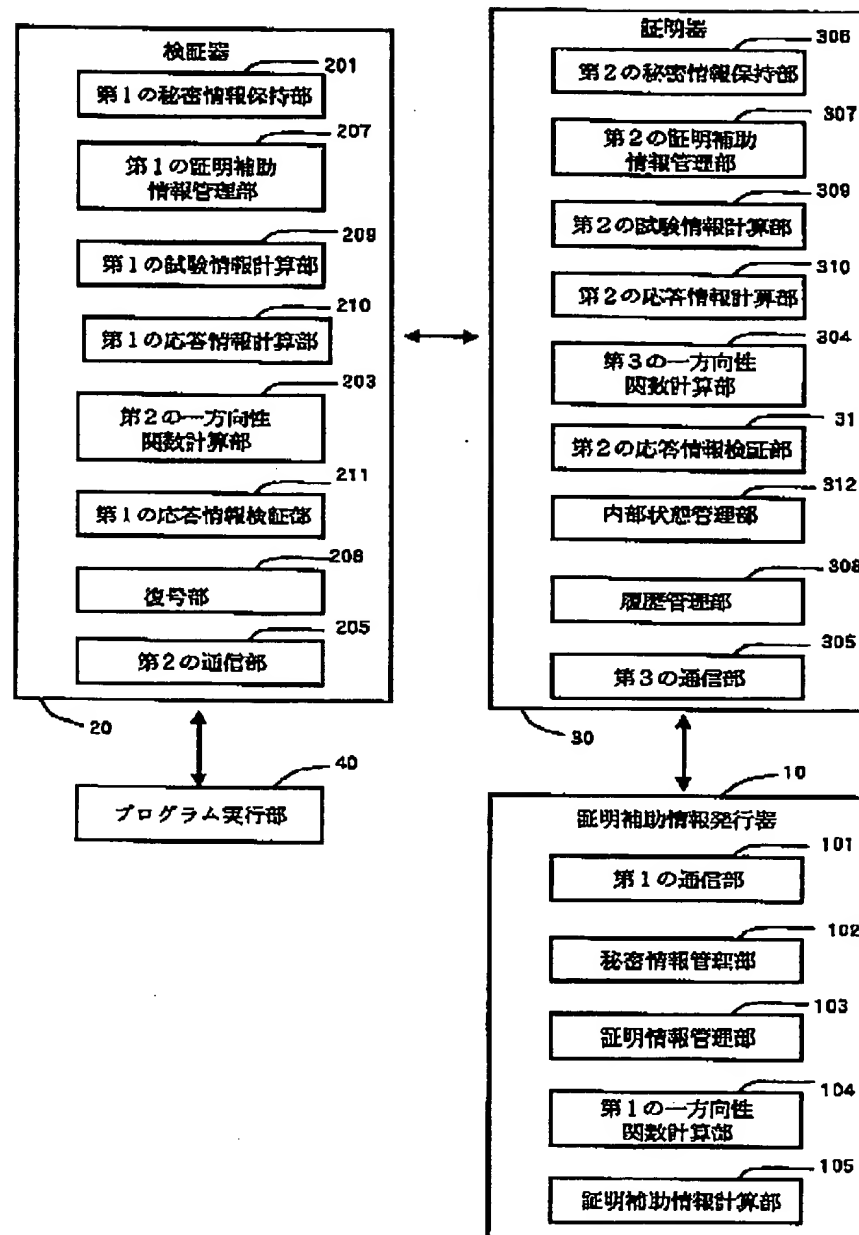 検証器
201
第1の秘密情報保持部
207
第1の証明補助
情報管理部
209
第1の試験情報計算部
210
第1の応答情報計算部
203
第2の一方向性
関数計算部
211
第1の応答情報検証部
208
復号部
205
第2の通信部
20
40
プログラム実行部
証明器
306
第2の秘密情報保持部
307
第2の証明補助
情報管理部
309
第2の試験情報計算部
310
第2の応答情報計算部
304
第3の一方向性
関数計算部
31
第2の応答情報検証部
312
内部状態管理部
308
履歴管理部
305
第3の通信部
30
10
証明補助情報発行器
101
第1の通信部
102
秘密情報管理部
103
証明情報管理部
104
第1の一方向性
関数計算部
105
証明補助情報計算部